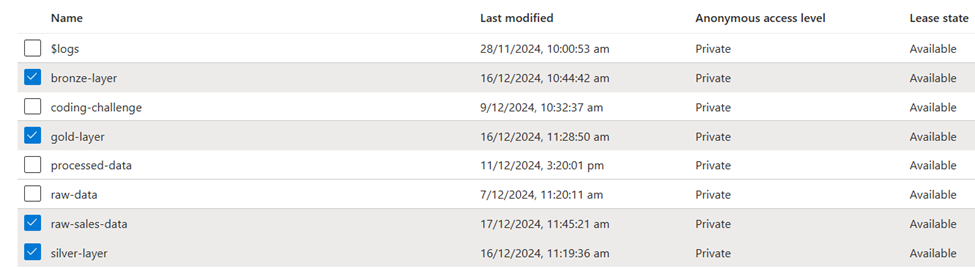 Name Last modified Anonymous access level Lease state
$logs 28/11/2024, 10:00:53 am Private Available
bronze-layer 16/12/2024, 10:44:42 am Private Available
coding-challenge 9/12/2024, 10:32:37 am Private Available
gold-layer 16/12/2024, 11:28:50 am Private Available
processed-data 11/12/2024, 3:20:01 pm Private Available
raw-data 7/12/2024, 11:20:11 am Private Available
raw-sales-data 17/12/2024, 11:45:21 am Private Available
silver-layer 16/12/2024, 11:19:36 am Private Available